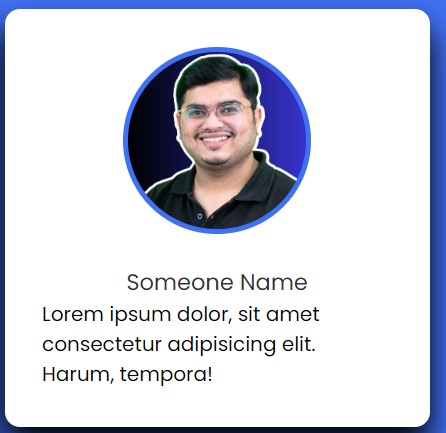 Someone Name
Lorem ipsum dolor, sit amet
consectetur adipisicing elit.
Harum, tempora!